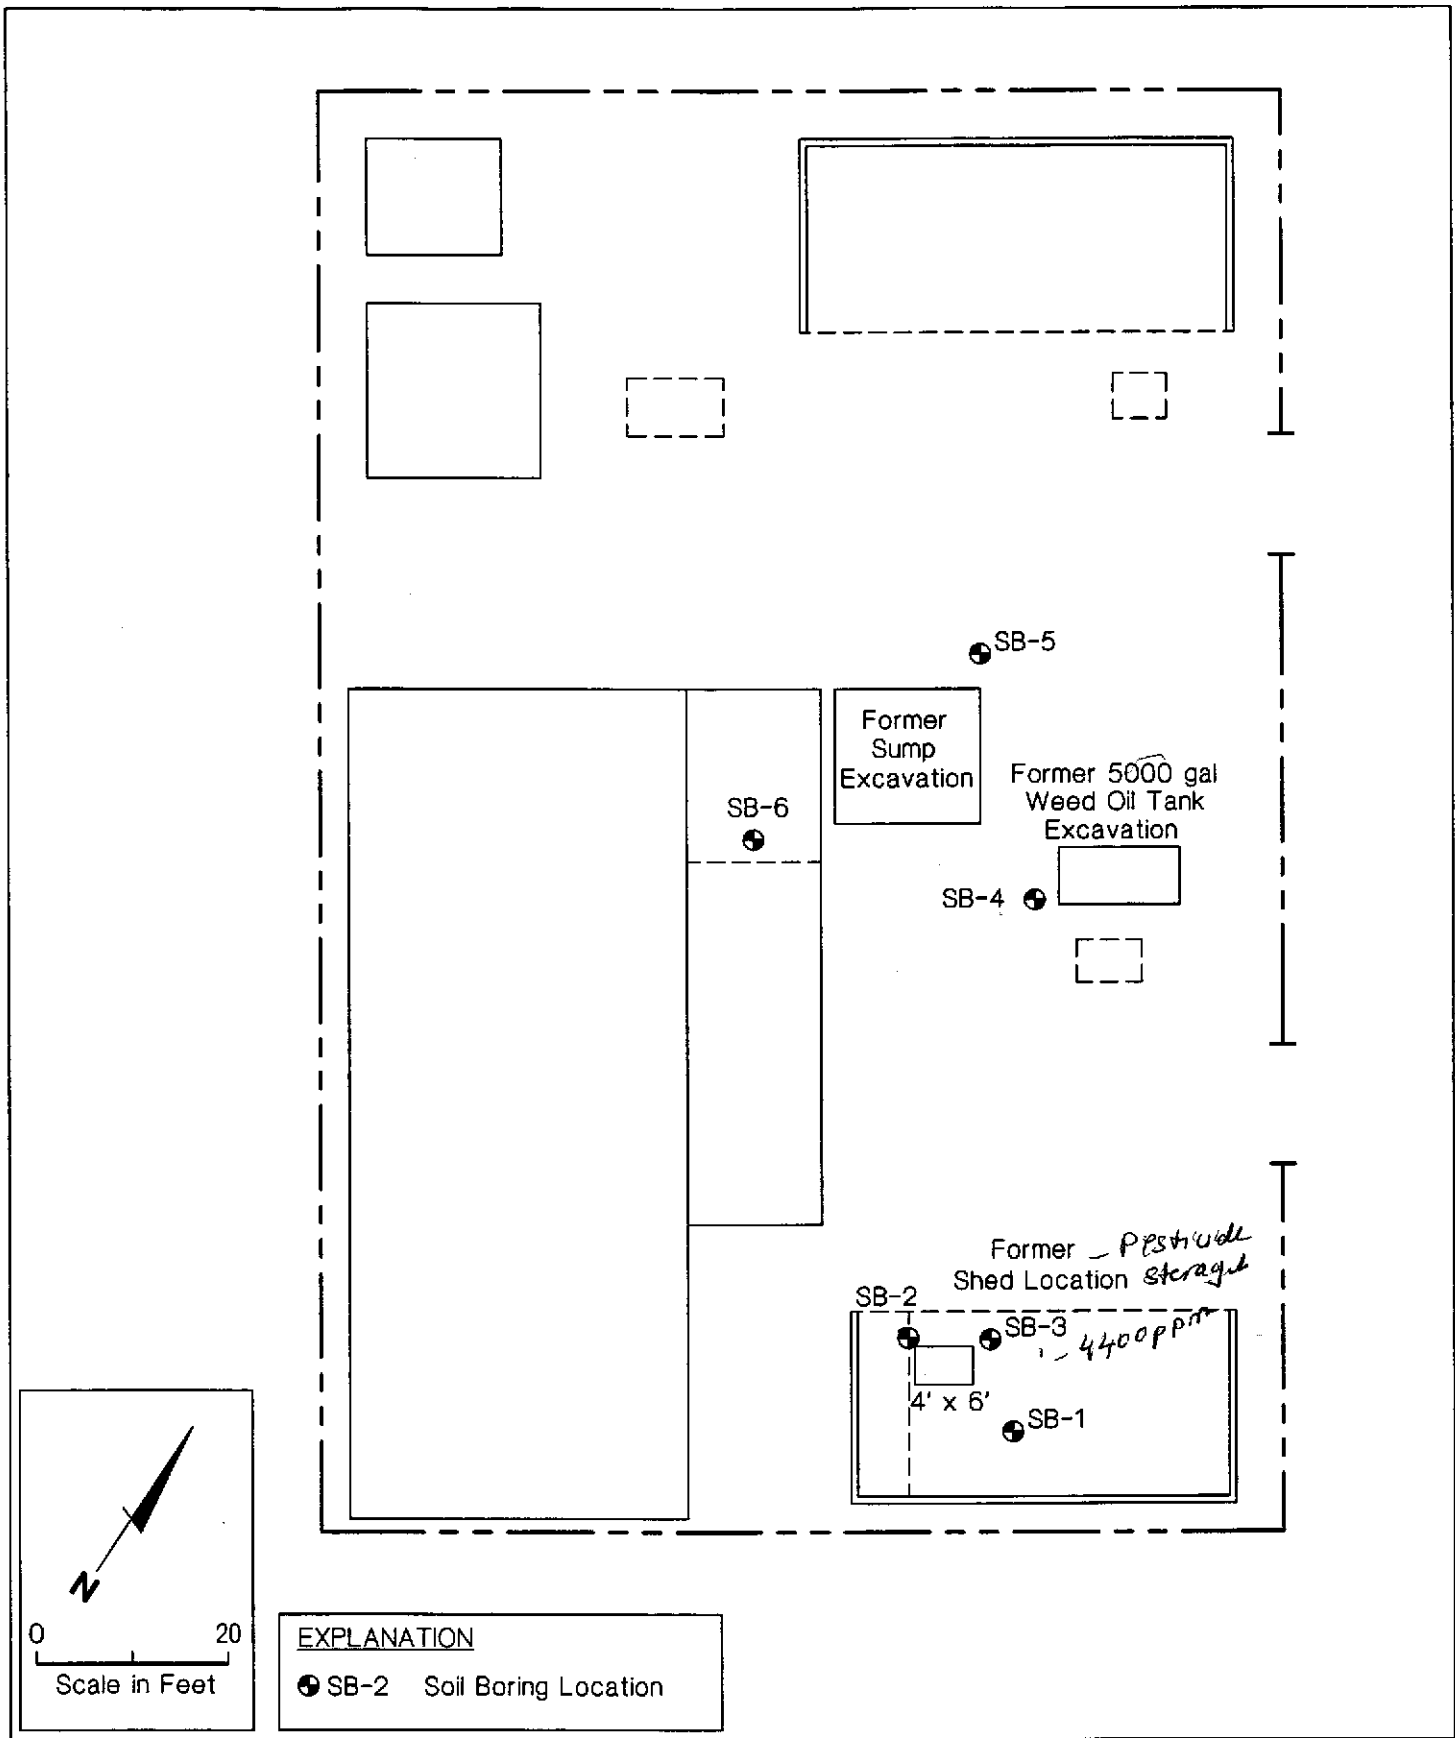 SB-5
Former
Sump
Excavation
Former 5000 gal
Weed Oil Tank
Excavation
SB-6
SB-4
Former – Pesticide
Shed Location storage
SB-2
SB-3
– 4400 ppm
4' x 6'
SB-1
N
0 20
Scale in Feet
EXPLANATION
SB-2 Soil Boring Location